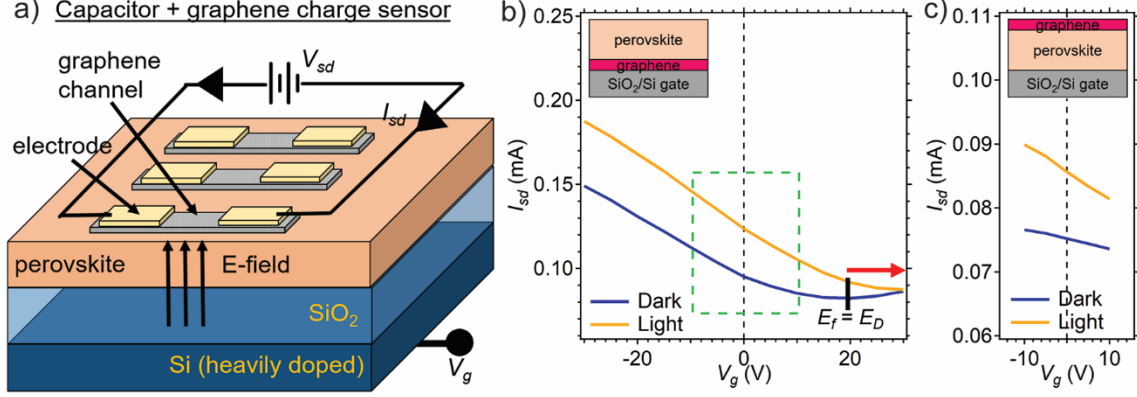 a) Capacitor + graphene charge sensor
graphene
channel
electrode
V_sd
I_sd
perovskite
E-field
SiO₂
Si (heavily doped)
V_g
b)
0.25
0.20
0.15
0.10
I_sd (mA)
perovskite
graphene
SiO₂/Si gate
Dark
Light
E_f = E_D
-20
0
20
V_g (V)
c)
0.11
0.10
0.09
0.08
0.07
0.06
I_sd (mA)
graphene
perovskite
SiO₂/Si gate
Dark
Light
-10
0
10
V_g (V)